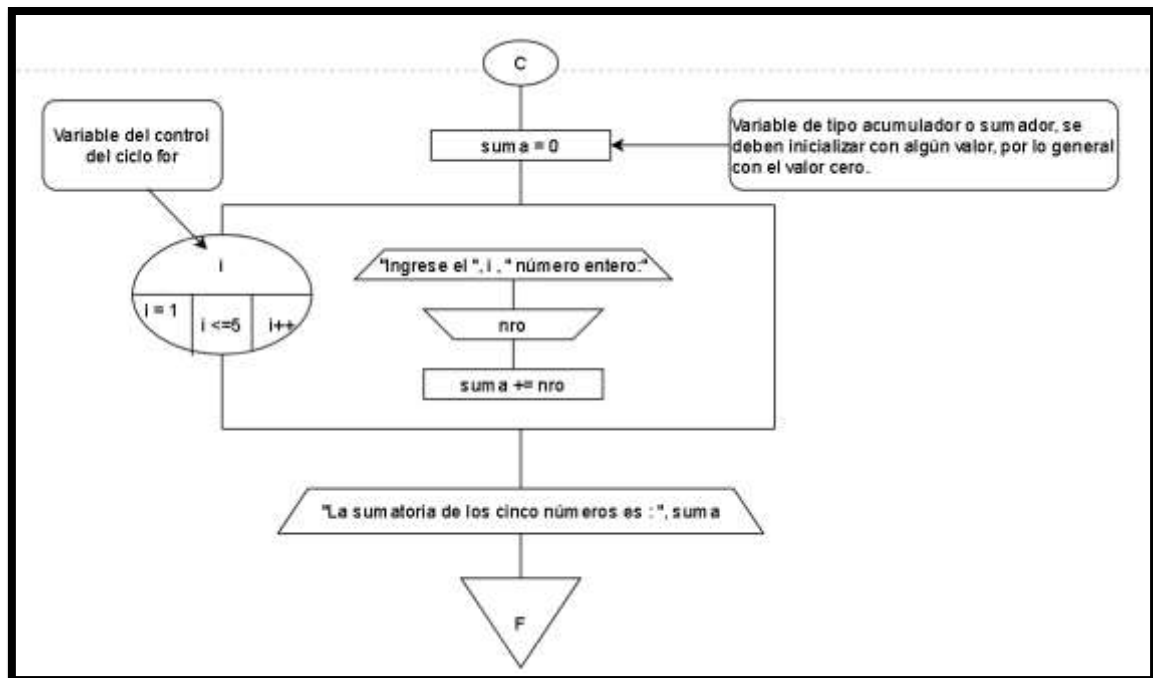 C
Variable del control
del ciclo for
suma = 0
Variable de tipo acumulador o sumador, se
deben inicializar con algún valor, por lo general
con el valor cero.
i
i = 1
i <=5
i++
"Ingrese el ", i , " número entero:"
nro
suma += nro
"La sumatoria de los cinco números es : ", suma
F